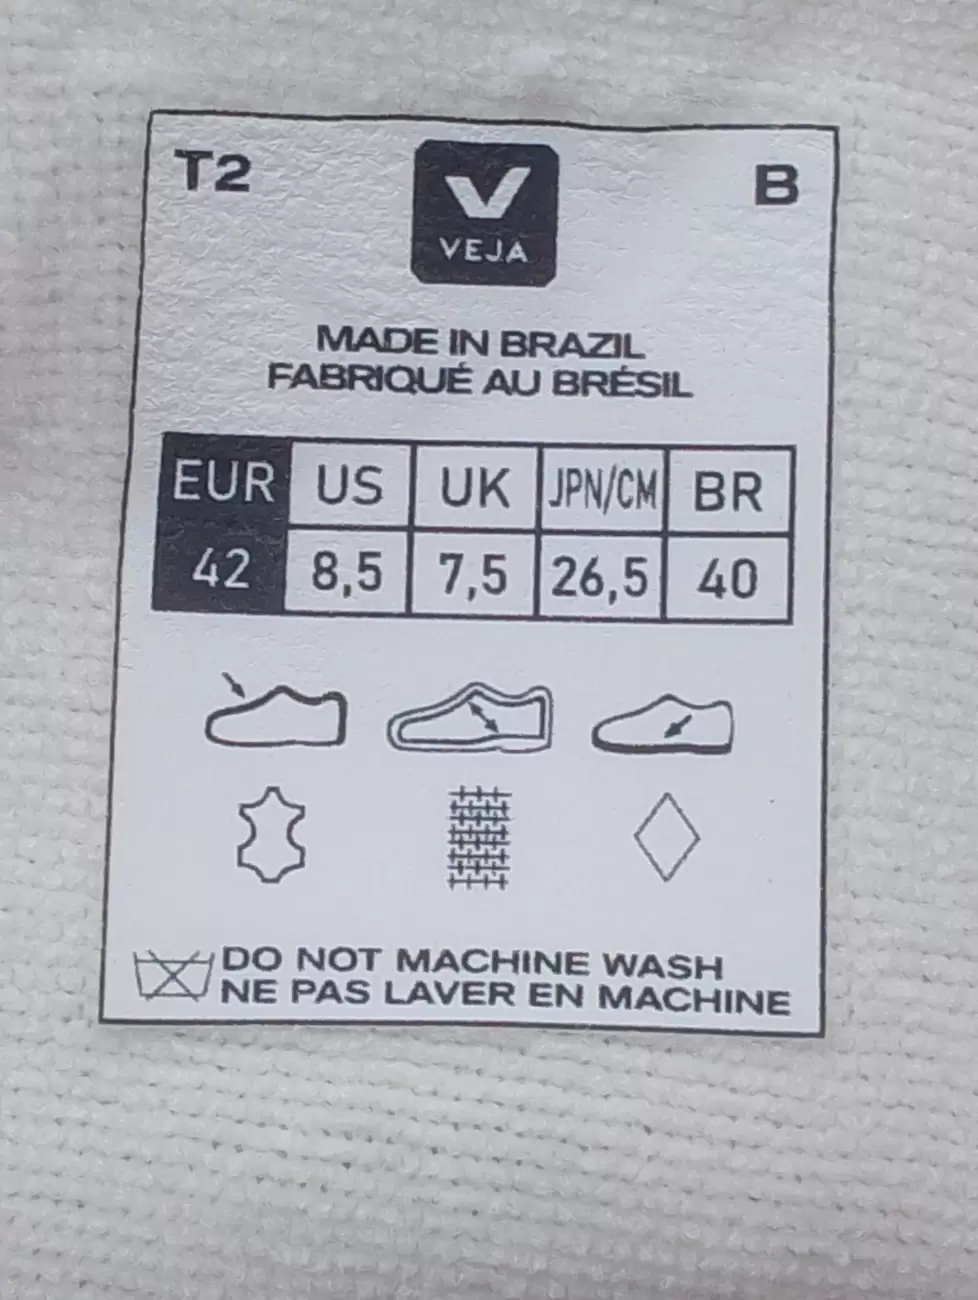 T2 B
VEJA
MADE IN BRAZIL
FABRIQUÉ AU BRÉSIL
EUR US UK JPN/CM BR
42 8,5 7,5 26,5 40
DO NOT MACHINE WASH
NE PAS LAVER EN MACHINE